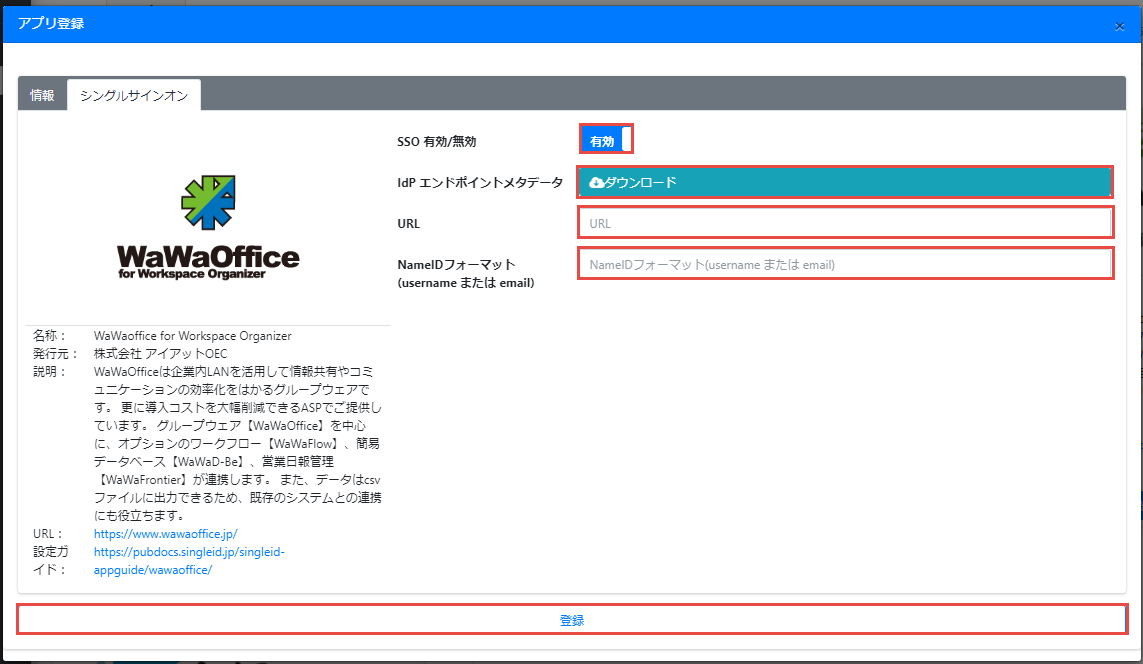 アプリ登録
×
情報
シングルサインオン
SSO 有効/無効
有効
IdP エンドポイントメタデータ
ダウンロード
URL
URL
NameIDフォーマット
(username または email)
NameIDフォーマット(username または email)
WaWaOffice
for Workspace Organizer
名称： WaWaoffice for Workspace Organizer
発行元： 株式会社 アイアットOEC
説明： WaWaOfficeは企業内LANを活用して情報共有やコミ
ュニケーションの効率化をはかるグループウェアで
す。 更に導入コストを大幅削減できるASPでご提供し
ています。 グループウェア【WaWaOffice】を中心
に、オプションのワークフロー【WaWaFlow】、簡易
データベース【WaWaD-Be】、営業日報管理
【WaWaFrontier】が連携します。 また、データはcsv
ファイルに出力できるため、既存のシステムとの連携
にも役立ちます。
URL： https://www.wawaoffice.jp/
設定ガ https://pubdocs.singleid.jp/singleid-
イド： appguide/wawaoffice/
登録